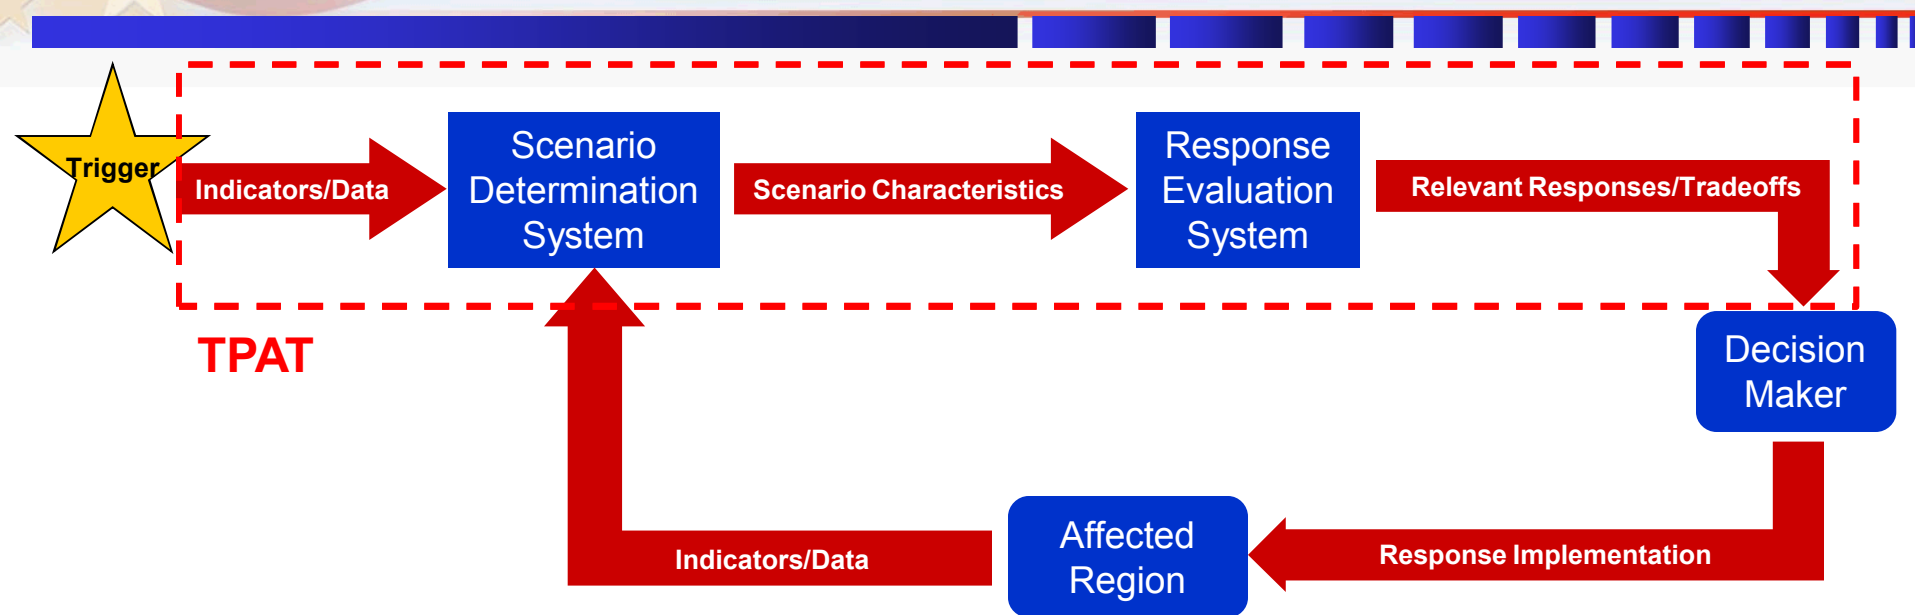 Trigger
Indicators/Data
Scenario
Determination
System
Scenario Characteristics
Response
Evaluation
System
Relevant Responses/Tradeoffs
TPAT
Decision
Maker
Indicators/Data
Affected
Region
Response Implementation